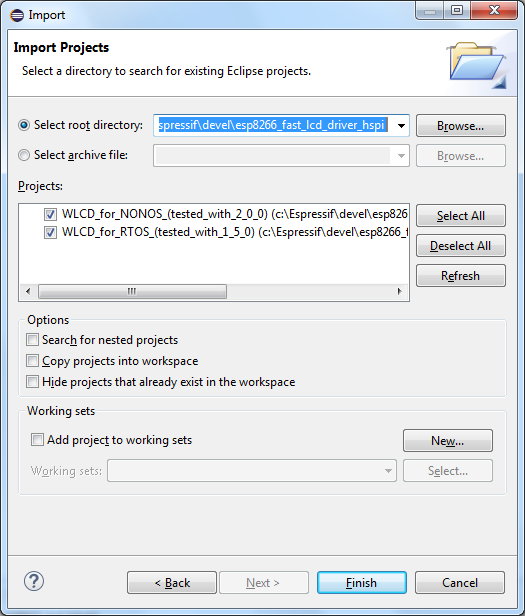 Import
Import Projects
Select a directory to search for existing Eclipse projects.
Select root directory:
spressif\devel\esp8266_fast_lcd_driver_hspi
Browse...
Select archive file:
Browse...
Projects:
WLCD_for_NONOS_(tested_with_2_0_0) (c:\Espressif\devel\esp82
WLCD_for_RTOS_(tested_with_1_5_0) (c:\Espressif\devel\esp8266_f
Select All
Deselect All
Refresh
Options
Search for nested projects
Copy projects into workspace
Hide projects that already exist in the workspace
Working sets
Add project to working sets
New...
Working sets:
Select...
?
< Back
Next >
Finish
Cancel